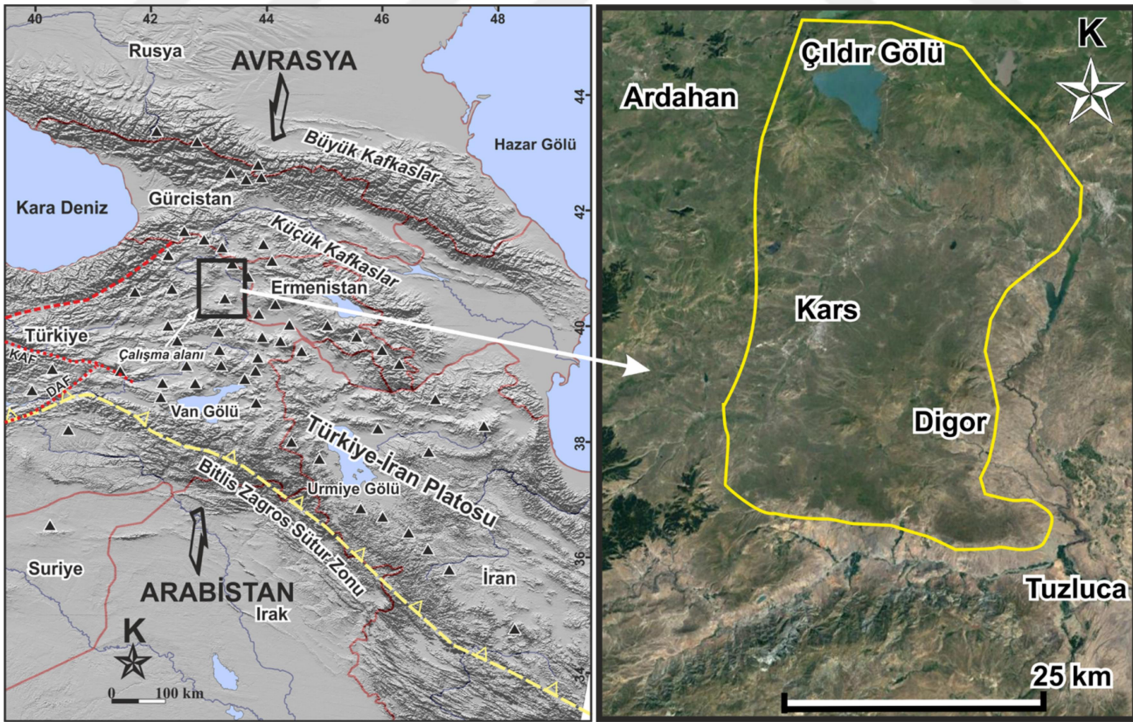 40
42
44
46
48
Rusya
AVRASYA
44
Büyük Kafkaslar
Hazar Gölü
Gürcistan
Kara Deniz
42
Küçük Kafkaslar
Ermenistan
Türkiye
40
Çalışma alanı
KAF
DAF
Van Gölü
38
Türkiye-İran Platosu
Urmiye Gölü
Bitlis Zagros Sütur Zonu
36
Suriye
İran
ARABİSTAN
Irak
K
34
0 100 km
Çıldır Gölü
K
Ardahan
Kars
Digor
Tuzluca
25 km